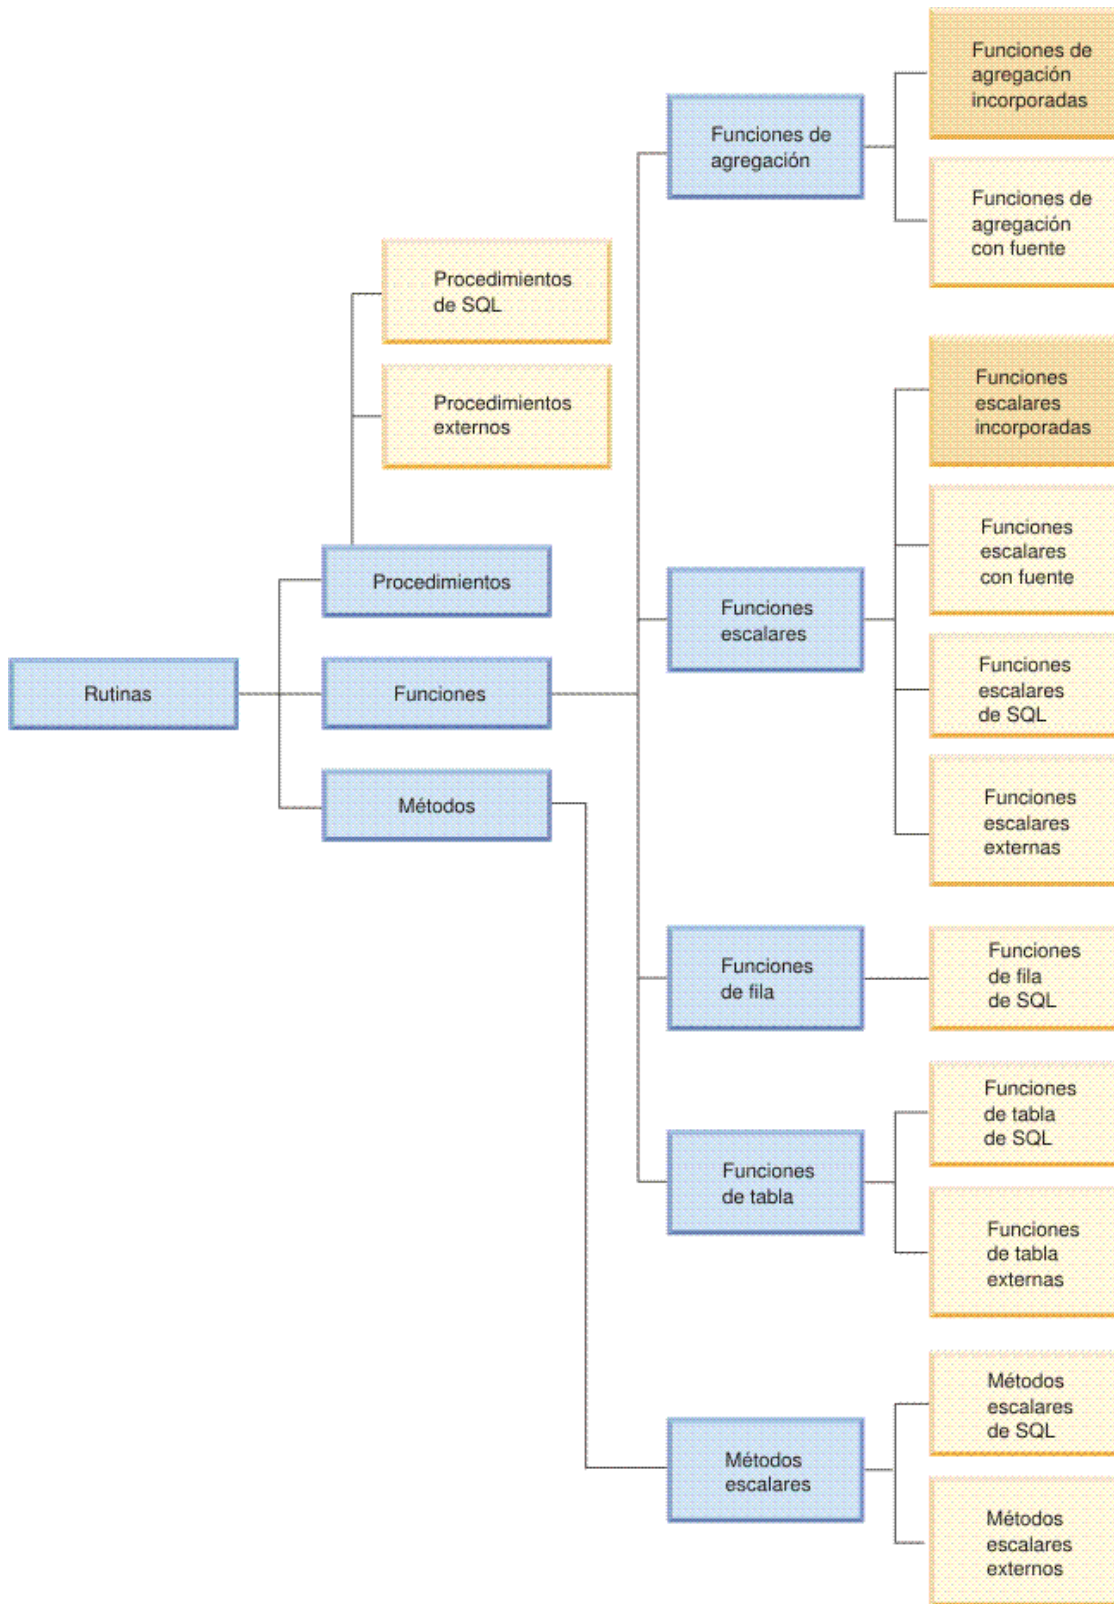 Funciones de
agregación
incorporadas
Funciones de
agregación
Funciones de
agregación
con fuente
Procedimientos
de SQL
Procedimientos
externos
Funciones
escalares
incorporadas
Funciones
escalares
con fuente
Procedimientos
Funciones
escalares
Rutinas
Funciones
Funciones
escalares
de SQL
Métodos
Funciones
escalares
externas
Funciones
de fila
Funciones
de fila
de SQL
Funciones
de tabla
de SQL
Funciones
de tabla
Funciones
de tabla
externas
Métodos
escalares
de SQL
Métodos
escalares
Métodos
escalares
externos